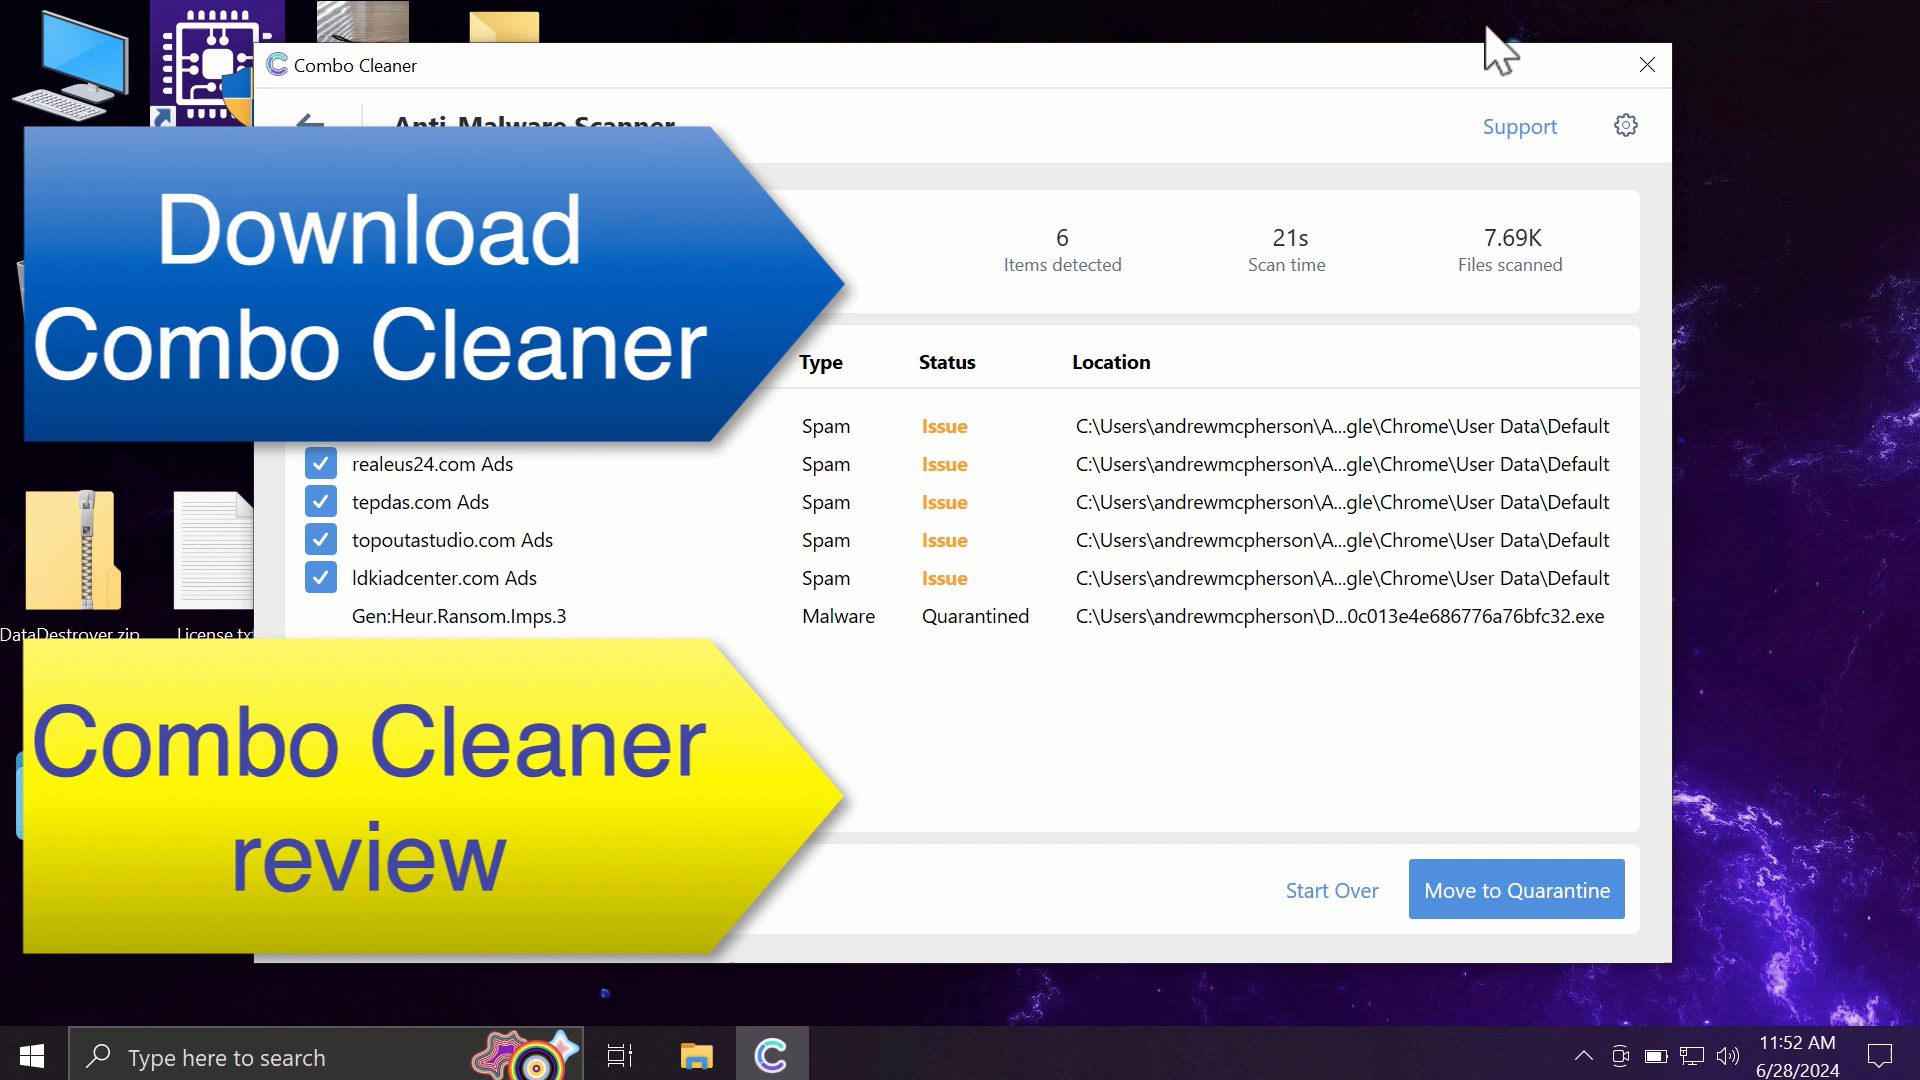 Combo Cleaner
Anti-Malware Scanner
Support
Download
Combo Cleaner
6
21s
7.69K
Items detected
Scan time
Files scanned
Type
Status
Location
Spam
Issue
C:\Users\andrewmcpherson\A...gle\Chrome\User Data\Default
realeus24.com Ads
Spam
Issue
C:\Users\andrewmcpherson\A...gle\Chrome\User Data\Default
tepdas.com Ads
Spam
Issue
C:\Users\andrewmcpherson\A...gle\Chrome\User Data\Default
topoutastudio.com Ads
Spam
Issue
C:\Users\andrewmcpherson\A...gle\Chrome\User Data\Default
ldkiadcenter.com Ads
Spam
Issue
C:\Users\andrewmcpherson\A...gle\Chrome\User Data\Default
Gen:Heur.Ransom.Imps.3
Malware
Quarantined
C:\Users\andrewmcpherson\D...0c013e4e686776a76bfc32.exe
DataDestroyer.zip
License.tx
Combo Cleaner
review
Start Over
Move to Quarantine
Type here to search
11:52 AM
6/28/2024